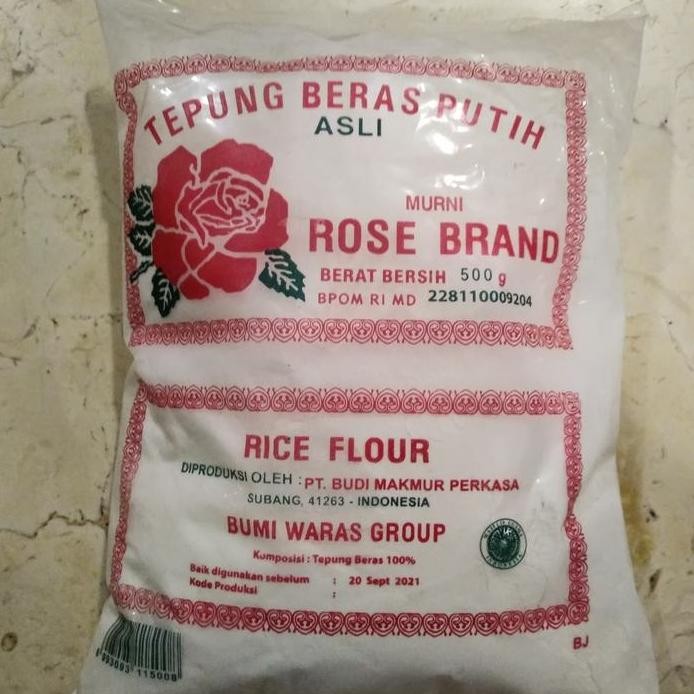 TEPUNG BERAS PUTIH
ASLI
MURNI
ROSE BRAND
BERAT BERSIH 500 g
BPOM RI MD 228110009204
RICE FLOUR
DIPRODUKSI OLEH : PT. BUDI MAKMUR PERKASA
SUBANG, 41263 - INDONESIA
BUMI WARAS GROUP
Komposisi : Tepung Beras 100%
Baik digunakan sebelum : 20 Sept 2021
Kode Produksi :
BJ
115008